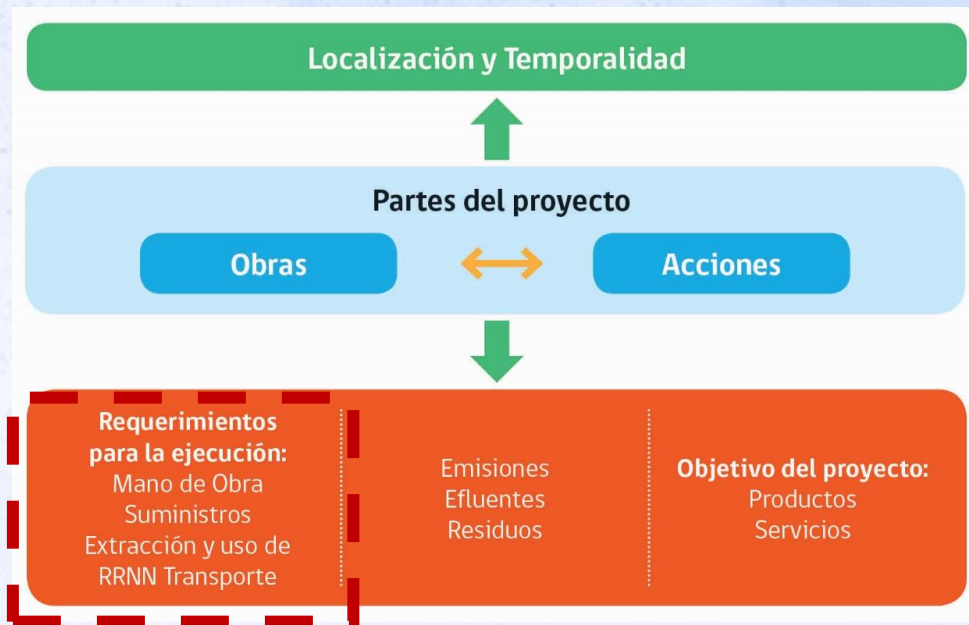 Localización y Temporalidad
Partes del proyecto
Obras
Acciones
Requerimientos
para la ejecución:
Mano de Obra
Suministros
Extracción y uso de
RRNN Transporte
Emisiones
Efluentes
Residuos
Objetivo del proyecto:
Productos
Servicios